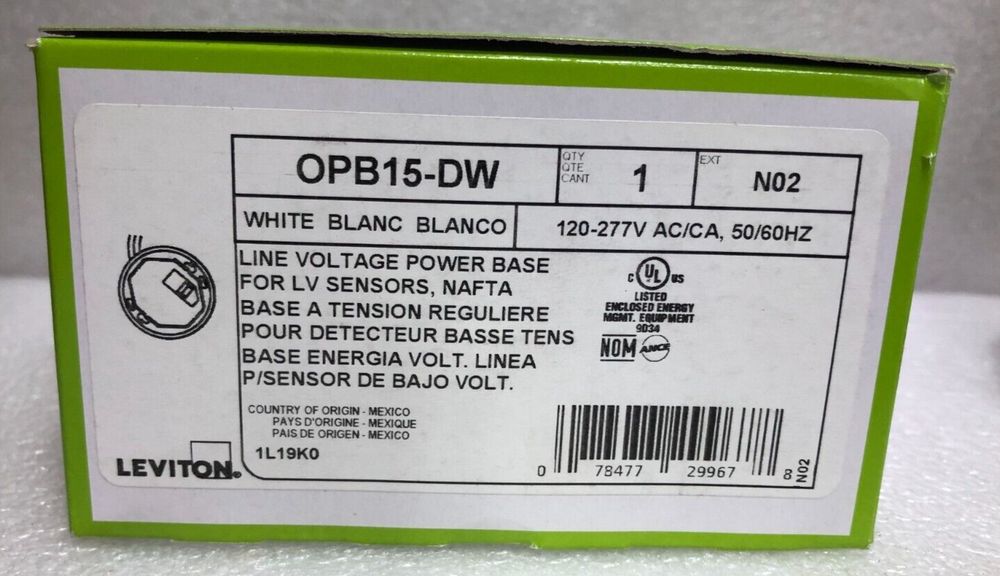 OPB15-DW
QTY
QTE
CANT
1
EXT
N02
WHITE BLANC BLANCO
120-277V AC/CA, 50/60HZ
LINE VOLTAGE POWER BASE
FOR LV SENSORS, NAFTA
BASE A TENSION REGULIERE
POUR DETECTEUR BASSE TENS
BASE ENERGIA VOLT. LINEA
P/SENSOR DE BAJO VOLT.
C UL US
LISTED
ENCLOSED ENERGY
MGMT. EQUIPMENT
9D34
NOM ANCE
COUNTRY OF ORIGIN - MEXICO
PAYS D'ORIGINE - MEXIQUE
PAIS DE ORIGEN - MEXICO
1L19K0
LEVITON®
0 78477 29967 8
N02